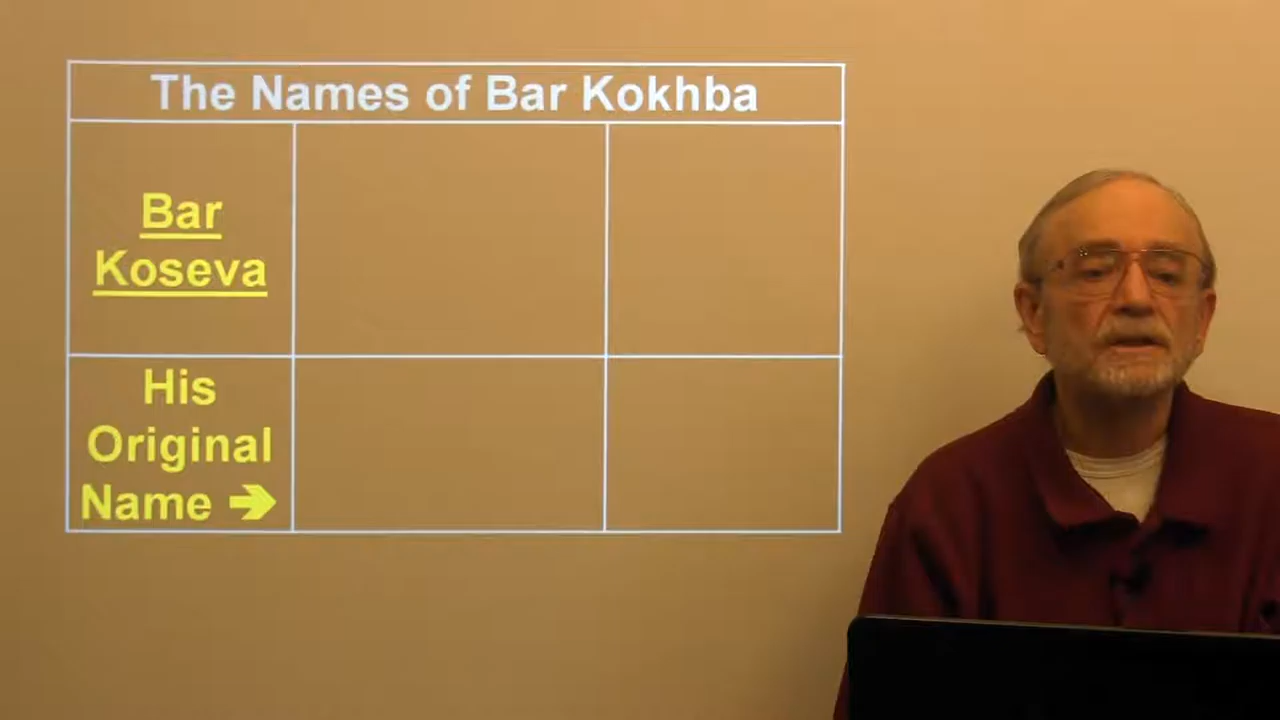 The Names of Bar Kokhba
Bar
Koseva
His
Original
Name